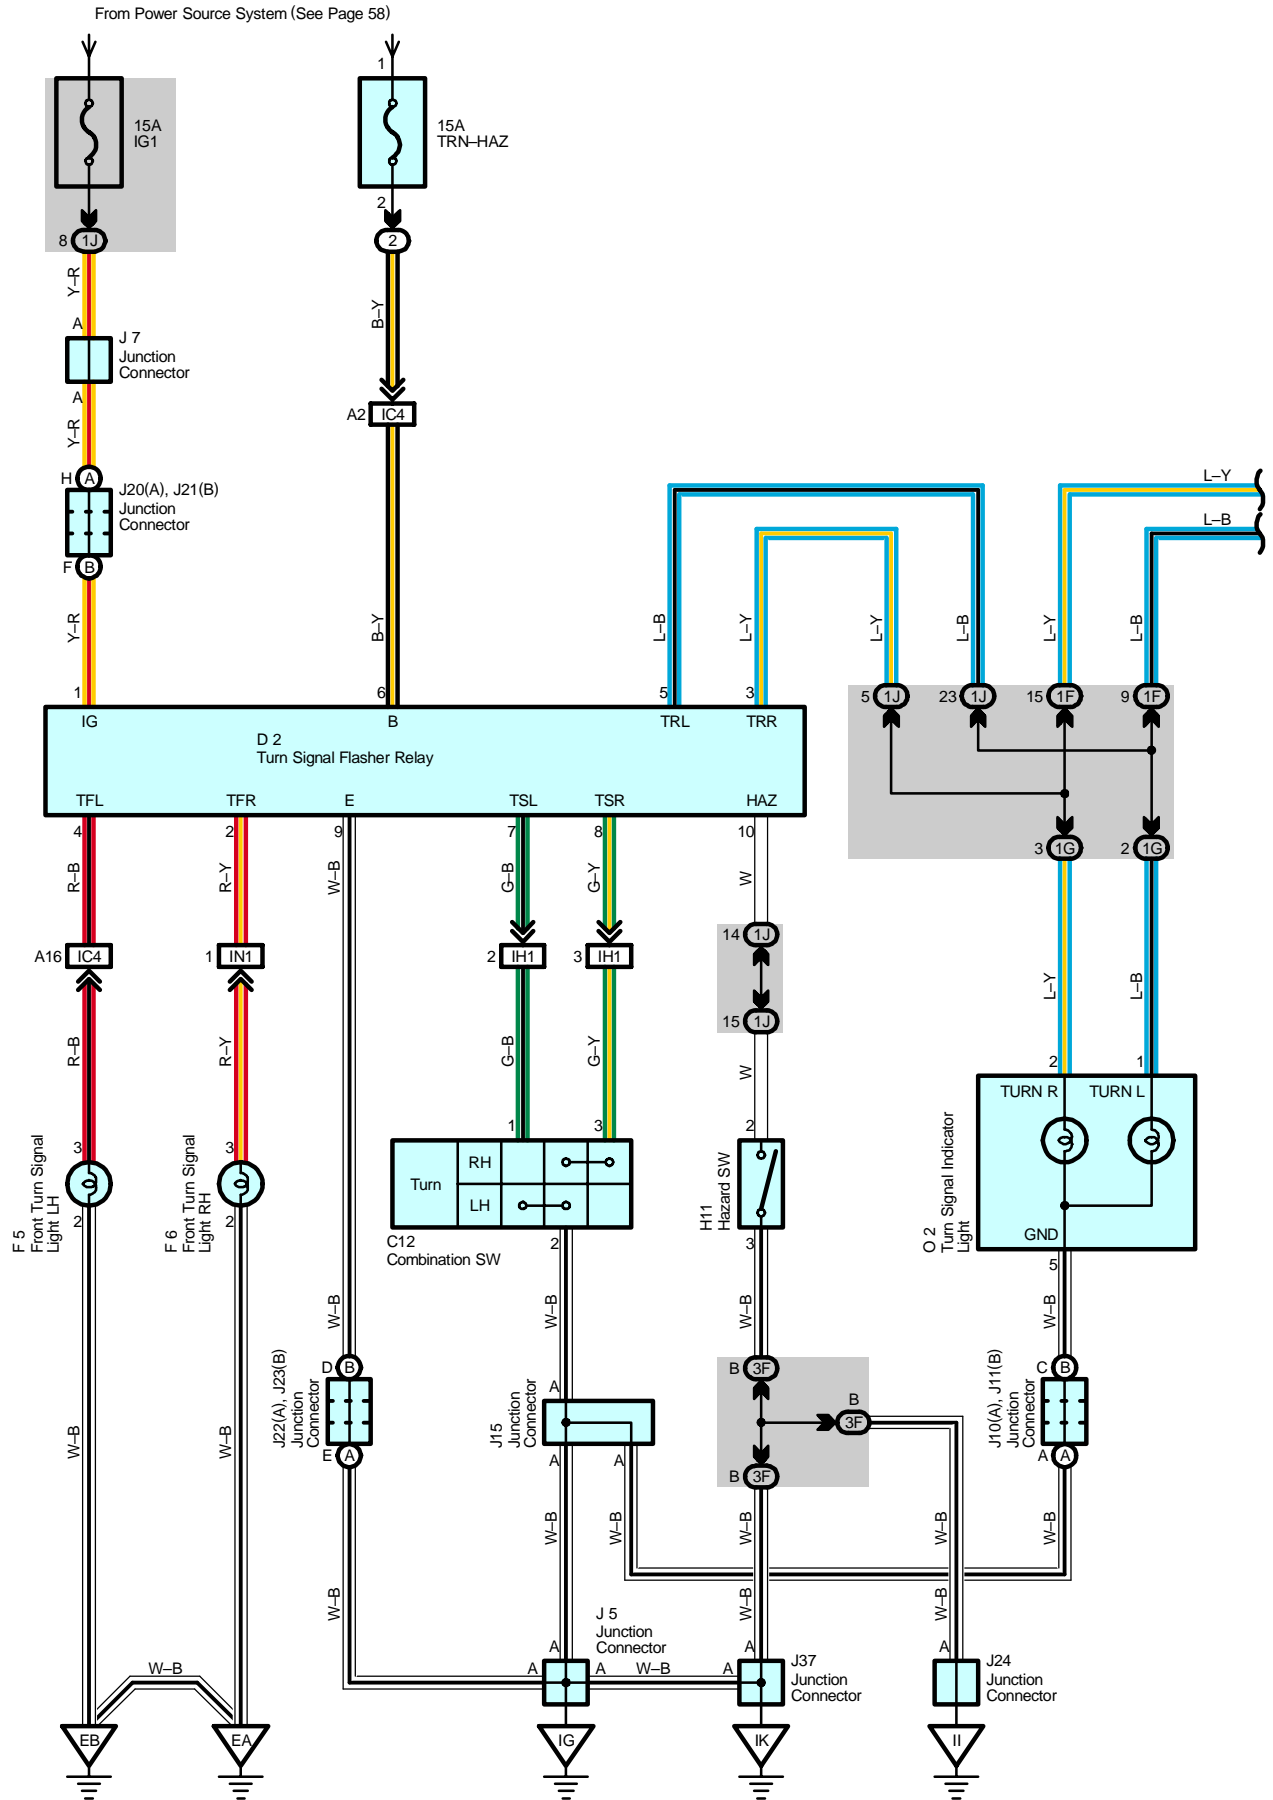 From Power Source System (See Page 58)
1
15A
IG1
15A
TRN–HAZ
2
8 1J
2
Y–R
B–Y
A
J 7
Junction
Connector
A
A2 IC4
Y–R
H A
J20(A), J21(B)
Junction
Connector
F B
L–Y
L–B
Y–R
B–Y
L–B
L–Y
L–Y
L–B
L–Y
L–B
1
6
5
3
5 1J
23 1J
15 1F
9 1F
IG
B
TRL
TRR
D 2
Turn Signal Flasher Relay
TFL
TFR
E
TSL
TSR
HAZ
4
2
9
7
8
10
3 1G
2 1G
R–B
R–Y
W–B
G–B
G–Y
W
A16 IC4
1 IN1
2 IH1
3 IH1
14 1J
15 1J
L–Y
L–B
R–B
R–Y
G–B
G–Y
W
2
1
TURN R
TURN L
3
3
1
3
2
Turn
RH
LH
F 5
Front Turn Signal
Light LH
2
F 6
Front Turn Signal
Light RH
2
C12
Combination SW
2
H11
Hazard SW
3
O 2
Turn Signal Indicator
Light
GND
5
W–B
W–B
W–B
W–B
D B
J22(A), J23(B)
Junction
Connector
E A
A
J15
Junction
Connector
A
A
B 3F
B
3F
B 3F
C B
J10(A), J11(B)
Junction
Connector
A A
W–B
W–B
W–B
W–B
W–B
W–B
W–B
W–B
W–B
J 5
Junction
Connector
A
A
A
W–B
A
A
J37
Junction
Connector
A
J24
Junction
Connector
W–B
EB
EA
IG
IK
II